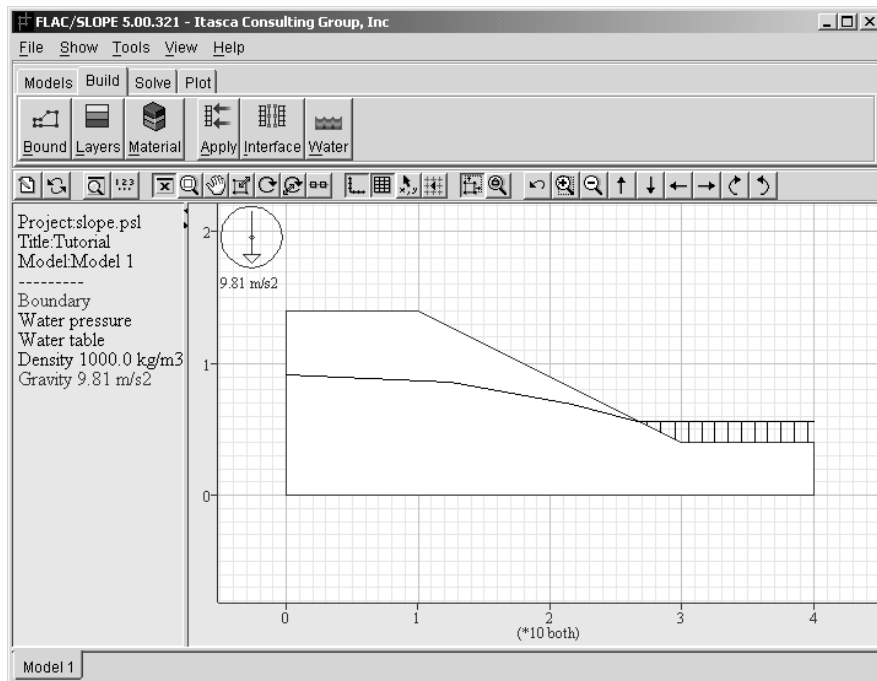 FLAC/SLOPE 5.00.321 - Itasca Consulting Group, Inc
File Show Tools View Help
Models Build Solve Plot
Bound Layers Material Apply Interface Water
1 2 3
x,y
Project:slope.psl
Title:Tutorial
Model:Model 1
---------
Boundary
Water pressure
Water table
Density 1000.0 kg/m3
Gravity 9.81 m/s2
9.81 m/s2
2
1
0
0 1 2 3 4
(*10 both)
Model 1